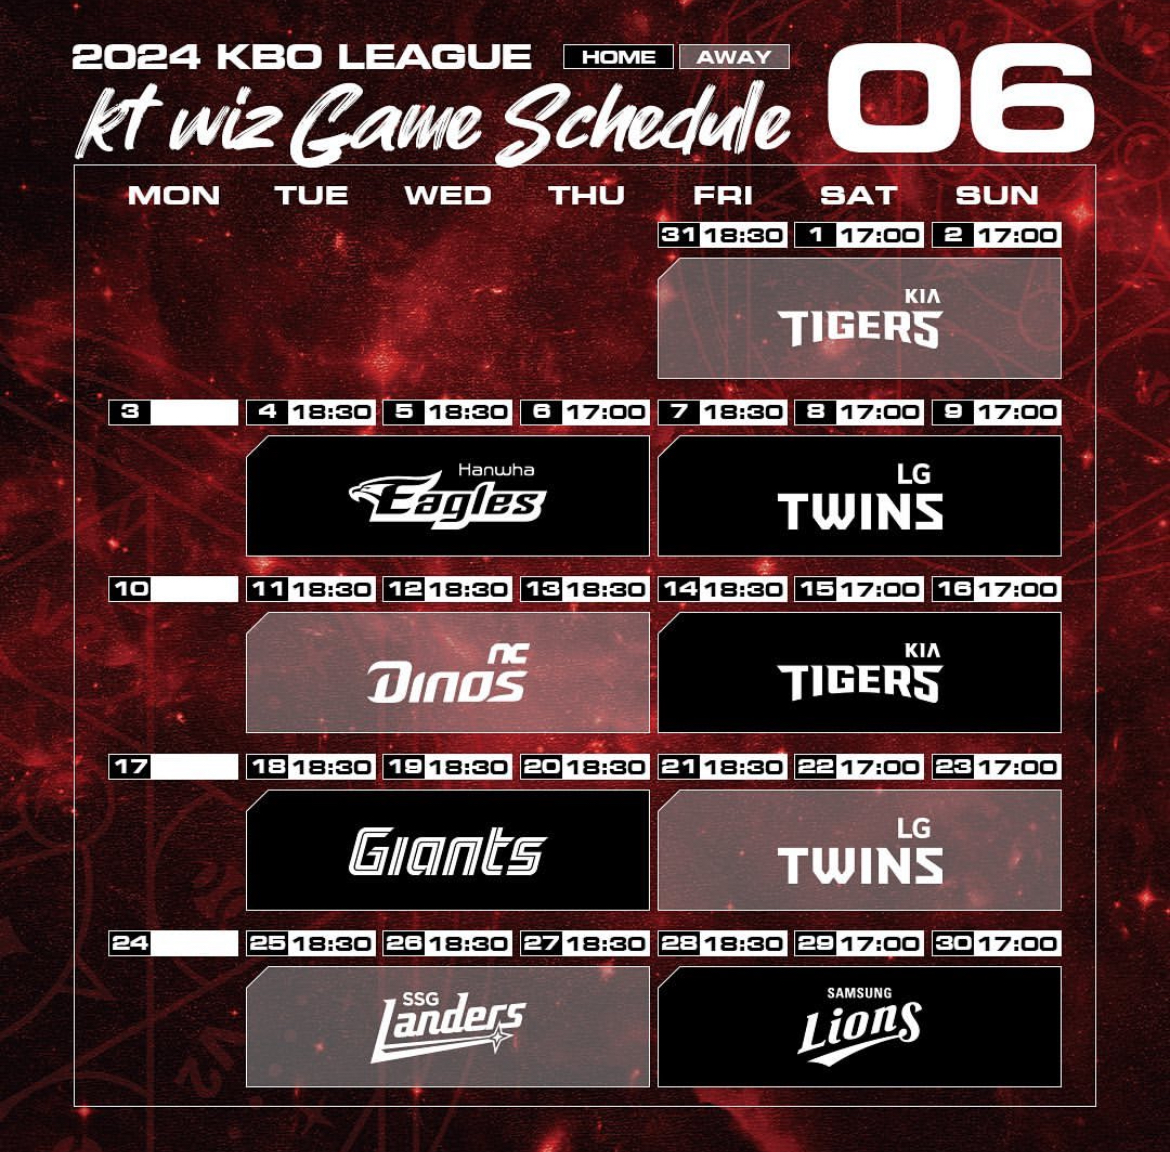 2024 KBO LEAGUE HOME AWAY 06
kt wiz Game Schedule
MON TUE WED THU FRI SAT SUN
31 18:30 1 17:00 2 17:00
KIA
TIGERS
3 4 18:30 5 18:30 6 17:00 7 18:30 8 17:00 9 17:00
Hanwha
Eagles
LG
TWINS
10 11 18:30 12 18:30 13 18:30 14 18:30 15 17:00 16 17:00
NC
Dinos
KIA
TIGERS
17 18 18:30 19 18:30 20 18:30 21 18:30 22 17:00 23 17:00
Giants
LG
TWINS
24 25 18:30 26 18:30 27 18:30 28 18:30 29 17:00 30 17:00
SSG
Landers
SAMSUNG
Lions